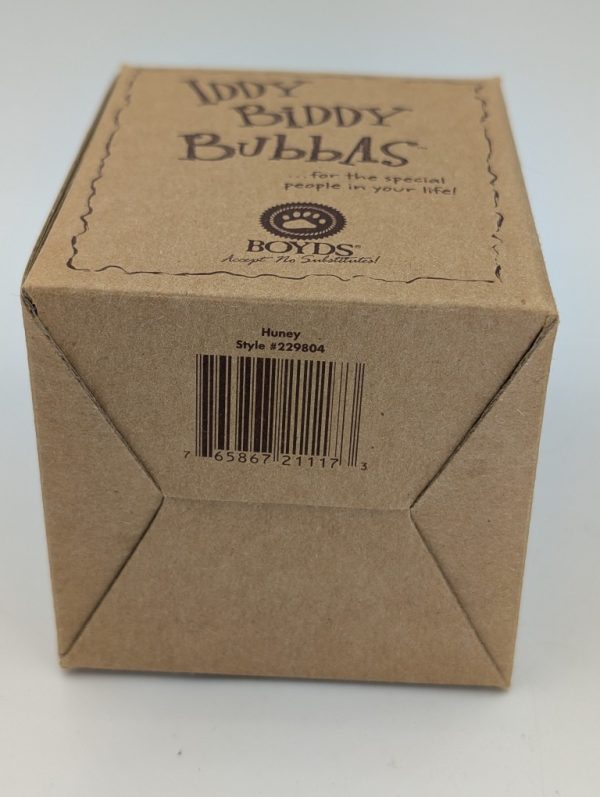 IDDY
BIDDY
BUbbAS™
...for the special
people in your life!
BOYDS®
Accept No Substitutes!
Huney
Style #229804
7 65867 21117 3